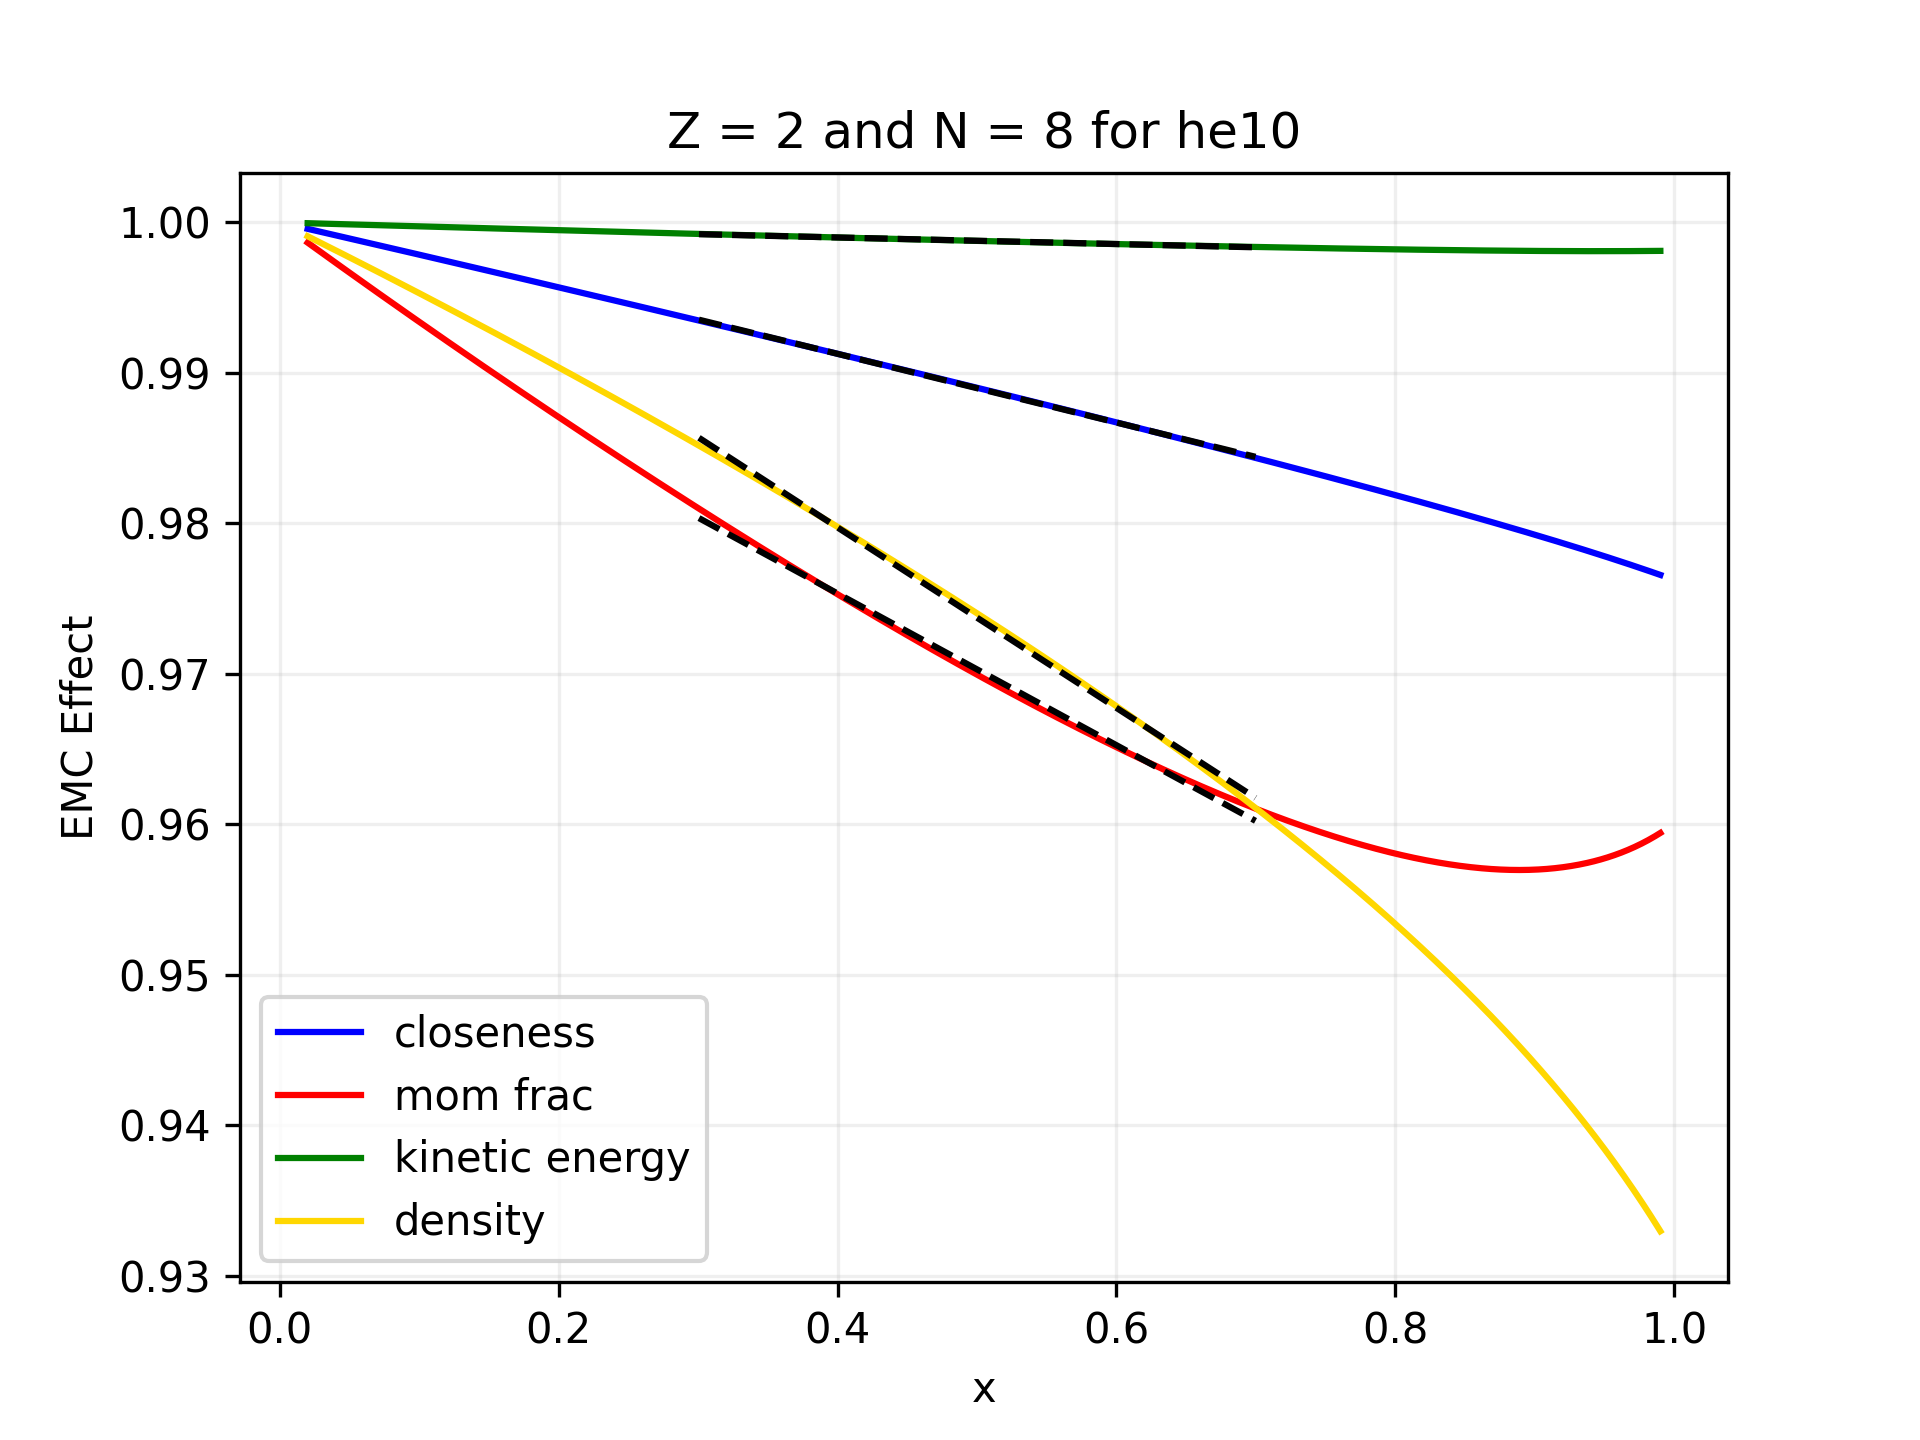 Z = 2 and N = 8 for he10
EMC Effect
1.00
0.99
0.98
0.97
0.96
0.95
0.94
0.93
closeness
mom frac
kinetic energy
density
0.0 0.2 0.4 0.6 0.8 1.0
x